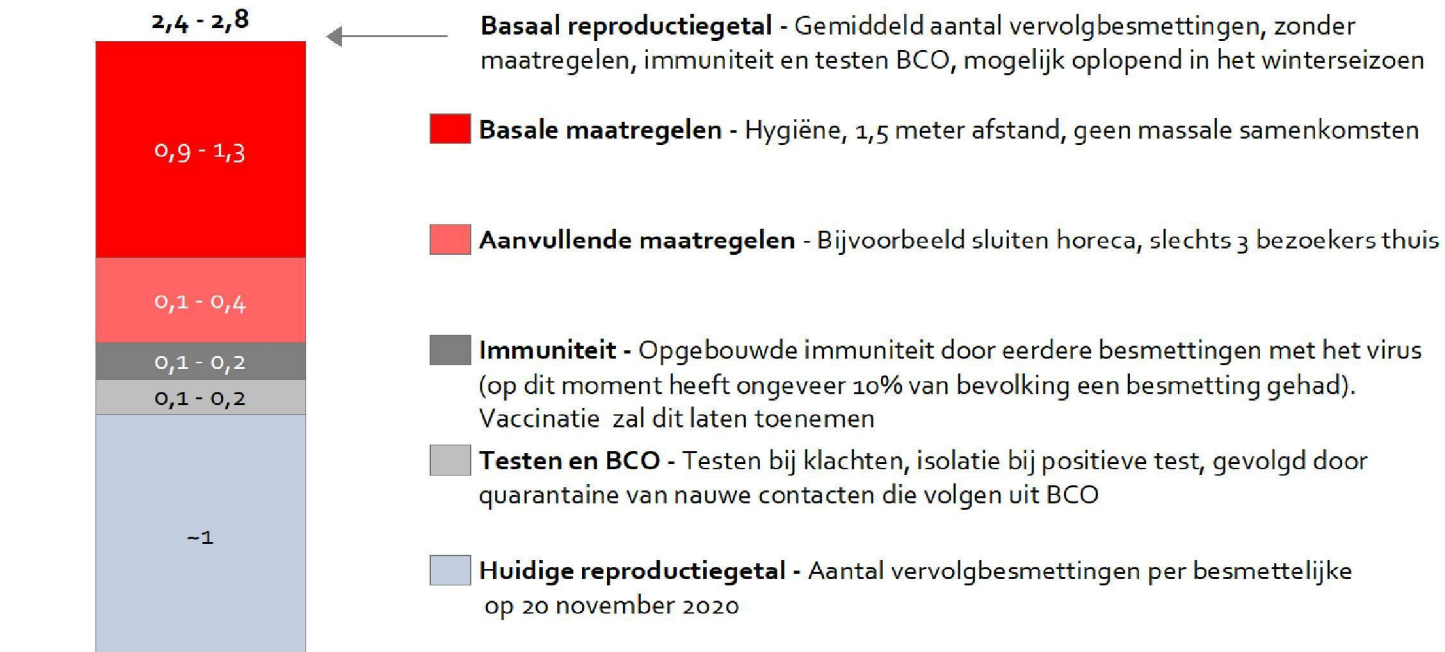 2,4 - 2,8
Basaal reproductiegetal - Gemiddeld aantal vervolgbesmettingen, zonder
maatregelen, immuniteit en testen BCO, mogelijk oplopend in het winterseizoen
0,9 - 1,3
Basale maatregelen - Hygiëne, 1,5 meter afstand, geen massale samenkomsten
0,1 - 0,4
Aanvullende maatregelen - Bijvoorbeeld sluiten horeca, slechts 3 bezoekers thuis
0,1 - 0,2
Immuniteit - Opgebouwde immuniteit door eerdere besmettingen met het virus
(op dit moment heeft ongeveer 10% van bevolking een besmetting gehad).
Vaccinatie zal dit laten toenemen
0,1 - 0,2
Testen en BCO - Testen bij klachten, isolatie bij positieve test, gevolgd door
quarantaine van nauwe contacten die volgen uit BCO
~1
Huidige reproductiegetal - Aantal vervolgbesmettingen per besmettelijke
op 20 november 2020